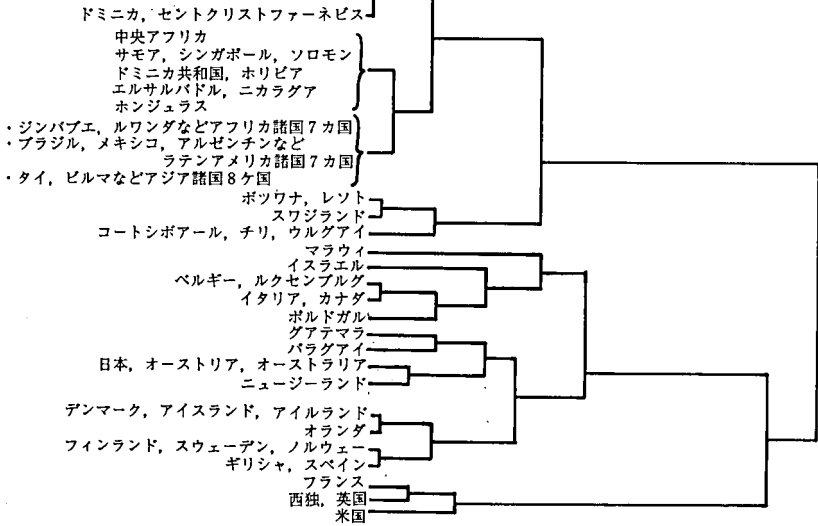 ドミニカ，セントクリストファーネビス
中央アフリカ
サモア，シンガポール，ソロモン
ドミニカ共和国，ホリビア
エルサルバドル，ニカラグア
ホンジュラス
・ジンバブエ，ルワンダなどアフリカ諸国7カ国
・ブラジル，メキシコ，アルゼンチンなど
ラテンアメリカ諸国7カ国
・タイ，ビルマなどアジア諸国8ケ国
ボツワナ，レソト
スワジランド
コートシボアール，チリ，ウルグアイ
マラウィ
イスラエル
ベルギー，ルクセンブルグ
イタリア，カナダ
ポルドガル
グアテマラ
パラグアイ
日本，オーストリア，オーストラリア
ニュージーランド
デンマーク，アイスランド，アイルランド
オランダ
フィンランド，スウェーデン，ノルウェー
ギリシャ，スペイン
フランス
西独，英国
米国